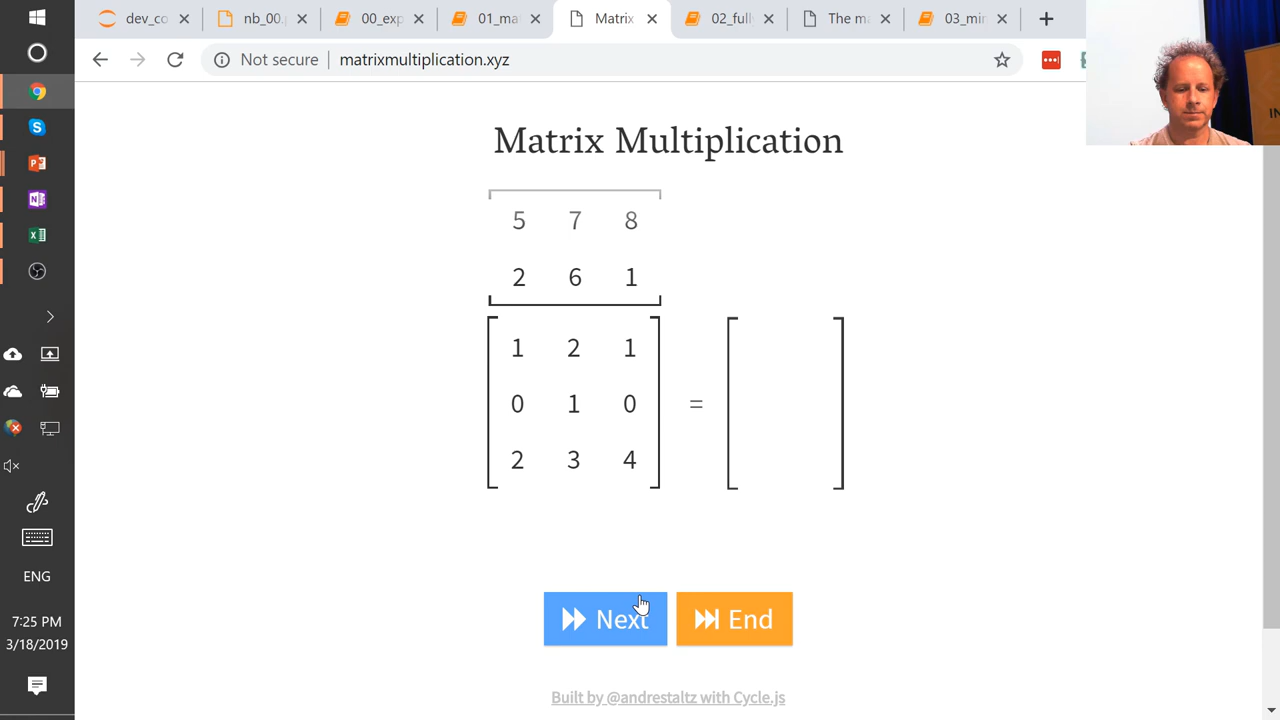 dev_co
nb_00.
00_exp
01_ma
Matrix
02_full
The ma
03_min
Not secure
matrixmultiplication.xyz
IN
Matrix Multiplication
5 7 8
2 6 1
1 2 1
0 1 0 =
2 3 4
Next
End
Built by @andrestaltz with Cycle.js
ENG
7:25 PM
3/18/2019